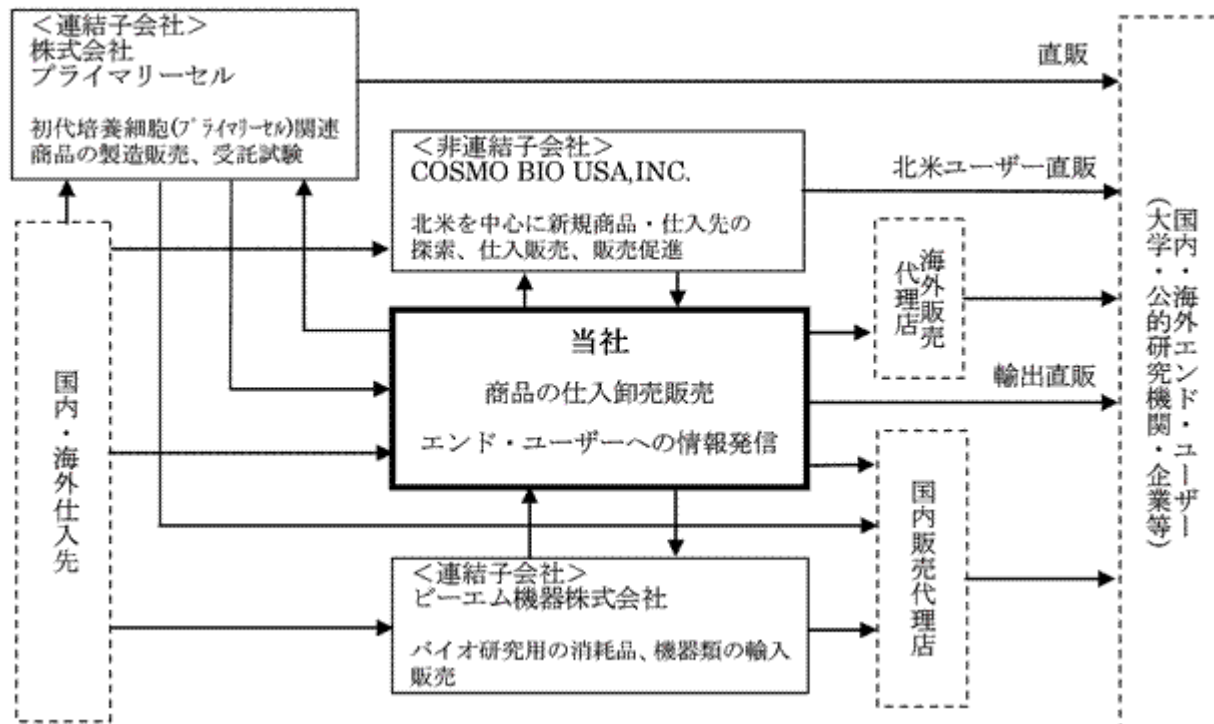 ＜連結子会社＞
株式会社
プライマリーセル
初代培養細胞(プライマリーセル)関連
商品の製造販売、受託試験
直販
＜非連結子会社＞
COSMO BIO USA,INC.
北米を中心に新規商品・仕入先の
探索、仕入販売、販売促進
北米ユーザー直販
海外販売
代理店
当社
商品の仕入卸売販売
エンド・ユーザーへの情報発信
輸出直販
国内・海外仕入先
国内販売代理店
＜連結子会社＞
ビーエム機器株式会社
バイオ研究用の消耗品、機器類の輸入
販売
国内・海外エンド・ユーザー
(大学・公的研究機関・企業等)